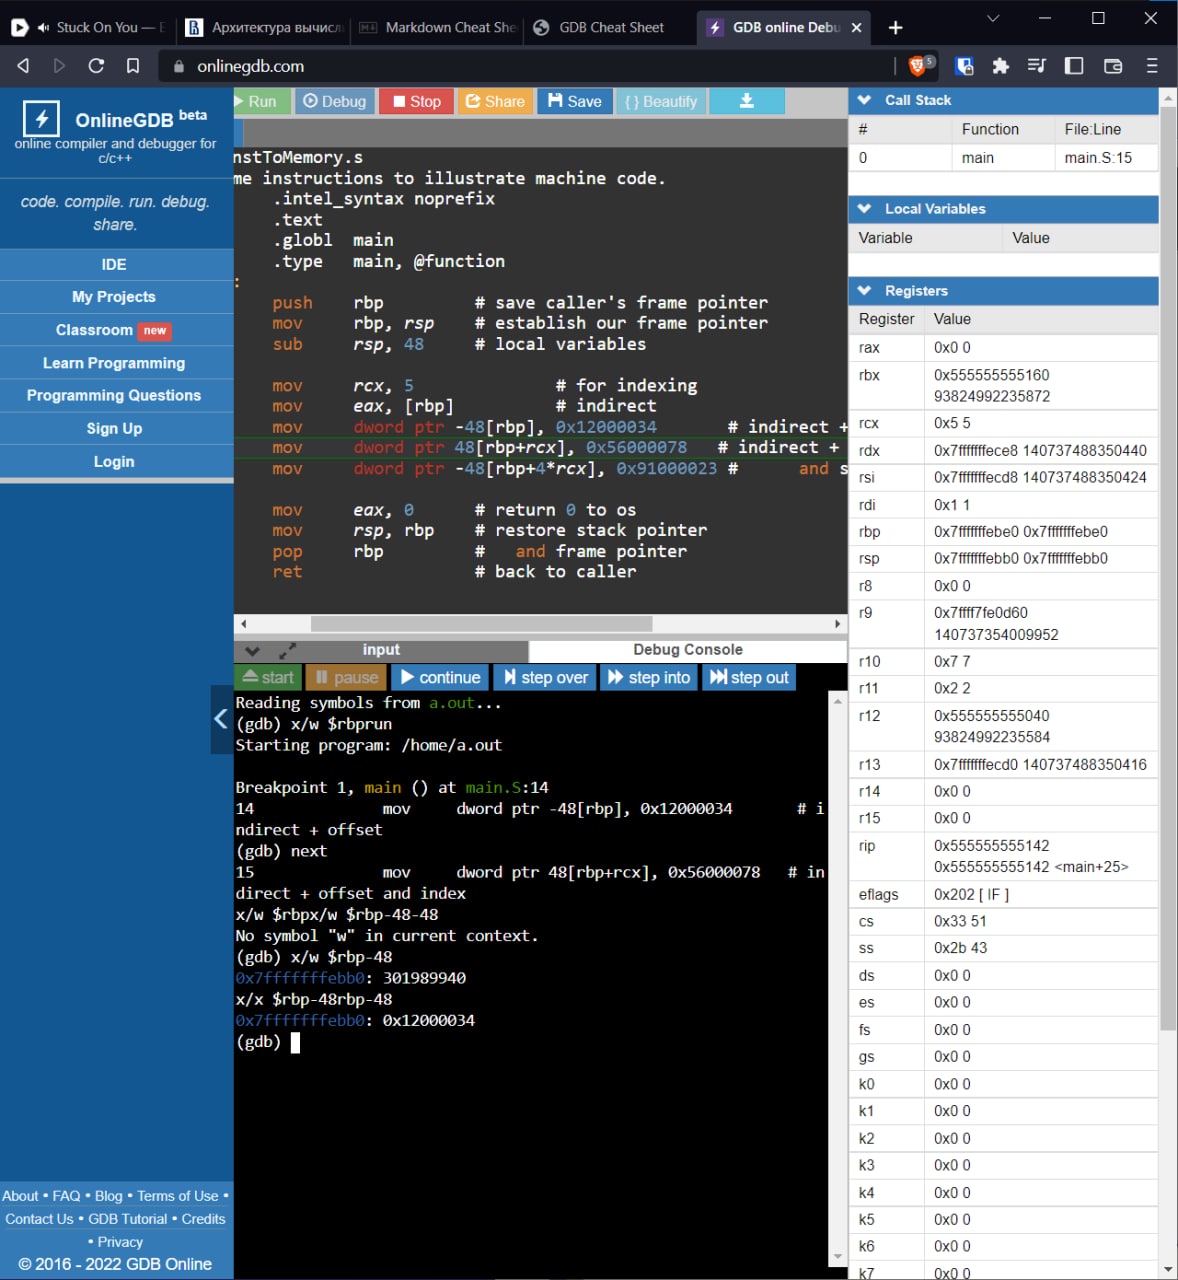 Stuck On You — E
Архитектура вычисл
Markdown Cheat She
GDB Cheat Sheet
GDB online Debu
onlinegdb.com
5
OnlineGDB beta
online compiler and debugger for
c/c++
code. compile. run. debug.
share.
IDE
My Projects
Classroom new
Learn Programming
Programming Questions
Sign Up
Login
About • FAQ • Blog • Terms of Use •
Contact Us • GDB Tutorial • Credits
• Privacy
© 2016 - 2022 GDB Online
Run Debug Stop Share Save { } Beautify
nstToMemory.s
me instructions to illustrate machine code.
.intel_syntax noprefix
.text
.globl main
.type main, @function
:
push rbp # save caller's frame pointer
mov rbp, rsp # establish our frame pointer
sub rsp, 48 # local variables
mov rcx, 5 # for indexing
mov eax, [rbp] # indirect
mov dword ptr -48[rbp], 0x12000034 # indirect +
mov dword ptr 48[rbp+rcx], 0x56000078 # indirect +
mov dword ptr -48[rbp+4*rcx], 0x91000023 # and s
mov eax, 0 # return 0 to os
mov rsp, rbp # restore stack pointer
pop rbp # and frame pointer
ret # back to caller
input
Debug Console
start pause continue step over step into step out
Reading symbols from a.out...
(gdb) x/w $rbprun
Starting program: /home/a.out
Breakpoint 1, main () at main.S:14
14 mov dword ptr -48[rbp], 0x12000034 # i
ndirect + offset
(gdb) next
15 mov dword ptr 48[rbp+rcx], 0x56000078 # in
direct + offset and index
x/w $rbpx/w $rbp-48-48
No symbol "w" in current context.
(gdb) x/w $rbp-48
0x7fffffffebb0: 301989940
x/x $rbp-48rbp-48
0x7fffffffebb0: 0x12000034
(gdb)
Call Stack
# Function File:Line
0 main main.S:15
Local Variables
Variable Value
Registers
Register Value
rax 0x0 0
rbx 0x555555555160
93824992235872
rcx 0x5 5
rdx 0x7fffffffece8 140737488350440
rsi 0x7fffffffecd8 140737488350424
rdi 0x1 1
rbp 0x7fffffffebe0 0x7fffffffebe0
rsp 0x7fffffffebb0 0x7fffffffebb0
r8 0x0 0
r9 0x7ffff7fe0d60
140737354009952
r10 0x7 7
r11 0x2 2
r12 0x555555555040
93824992235584
r13 0x7fffffffecd0 140737488350416
r14 0x0 0
r15 0x0 0
rip 0x555555555142
0x555555555142 <main+25>
eflags 0x202 [ IF ]
cs 0x33 51
ss 0x2b 43
ds 0x0 0
es 0x0 0
fs 0x0 0
gs 0x0 0
k0 0x0 0
k1 0x0 0
k2 0x0 0
k3 0x0 0
k4 0x0 0
k5 0x0 0
k6 0x0 0
k7 0x0 0